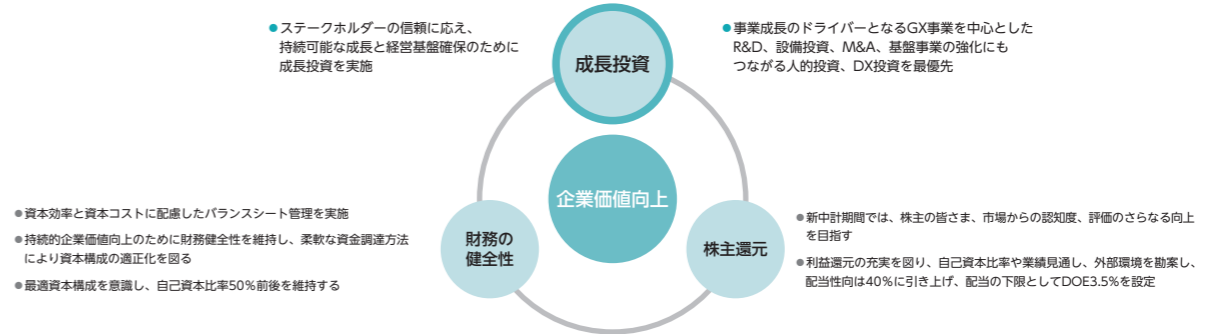 ●ステークホルダーの信頼に応え、
持続可能な成長と経営基盤確保のために
成長投資を実施
成長投資
●事業成長のドライバーとなるGX事業を中心とした
R&D、設備投資、M&A、基盤事業の強化にも
つながる人的投資、DX投資を最優先
企業価値向上
●資本効率と資本コストに配慮したバランスシート管理を実施
●持続的企業価値向上のために財務健全性を維持し、柔軟な資金調達方法
により資本構成の適正化を図る
●最適資本構成を意識し、自己資本比率50%前後を維持する
財務の
健全性
株主還元
●新中計期間では、株主の皆さま、市場からの認知度、評価のさらなる向上
を目指す
●利益還元の充実を図り、自己資本比率や業績見通し、外部環境を勘案し、
配当性向は40%に引き上げ、配当の下限としてDOE3.5%を設定